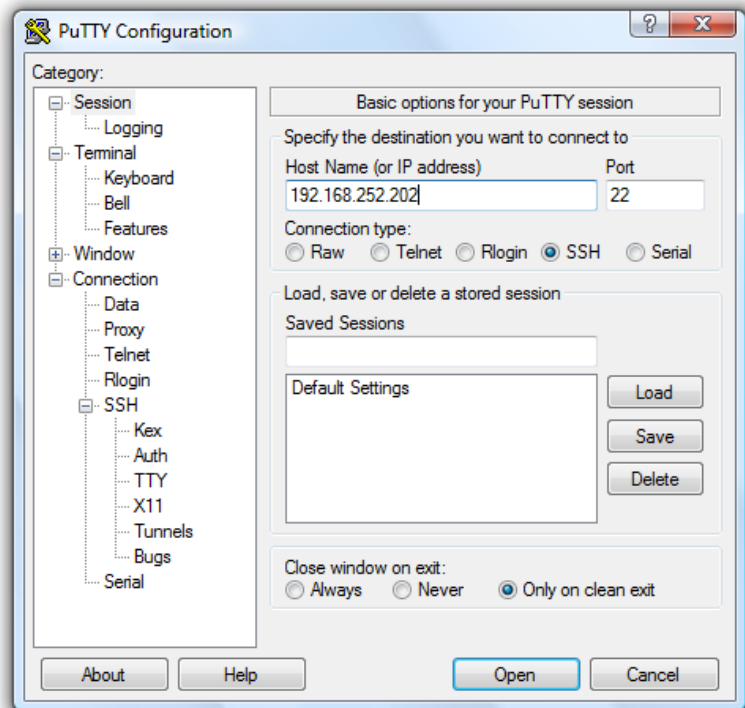 PuTTY Configuration
Category:
Session
Logging
Terminal
Keyboard
Bell
Features
Window
Connection
Data
Proxy
Telnet
Rlogin
SSH
Kex
Auth
TTY
X11
Tunnels
Bugs
Serial
Basic options for your PuTTY session
Specify the destination you want to connect to
Host Name (or IP address) Port
192.168.252.202 22
Connection type:
Raw Telnet Rlogin SSH Serial
Load, save or delete a stored session
Saved Sessions
Default Settings
Load
Save
Delete
Close window on exit:
Always Never Only on clean exit
About Help Open Cancel